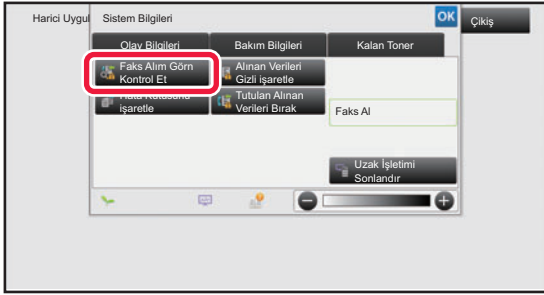 Harici Uygul
Sistem Bilgileri
OK
Çikiş
Olay Bilgileri
Bakım Bilgileri
Kalan Toner
Faks Alım Görn
Kontrol Et
Alınan Verileri
Gizli işaretle
işaretle
Tutulan Alınan
Verileri Bırak
Faks Al
Uzak İşletimi
Sonlandır